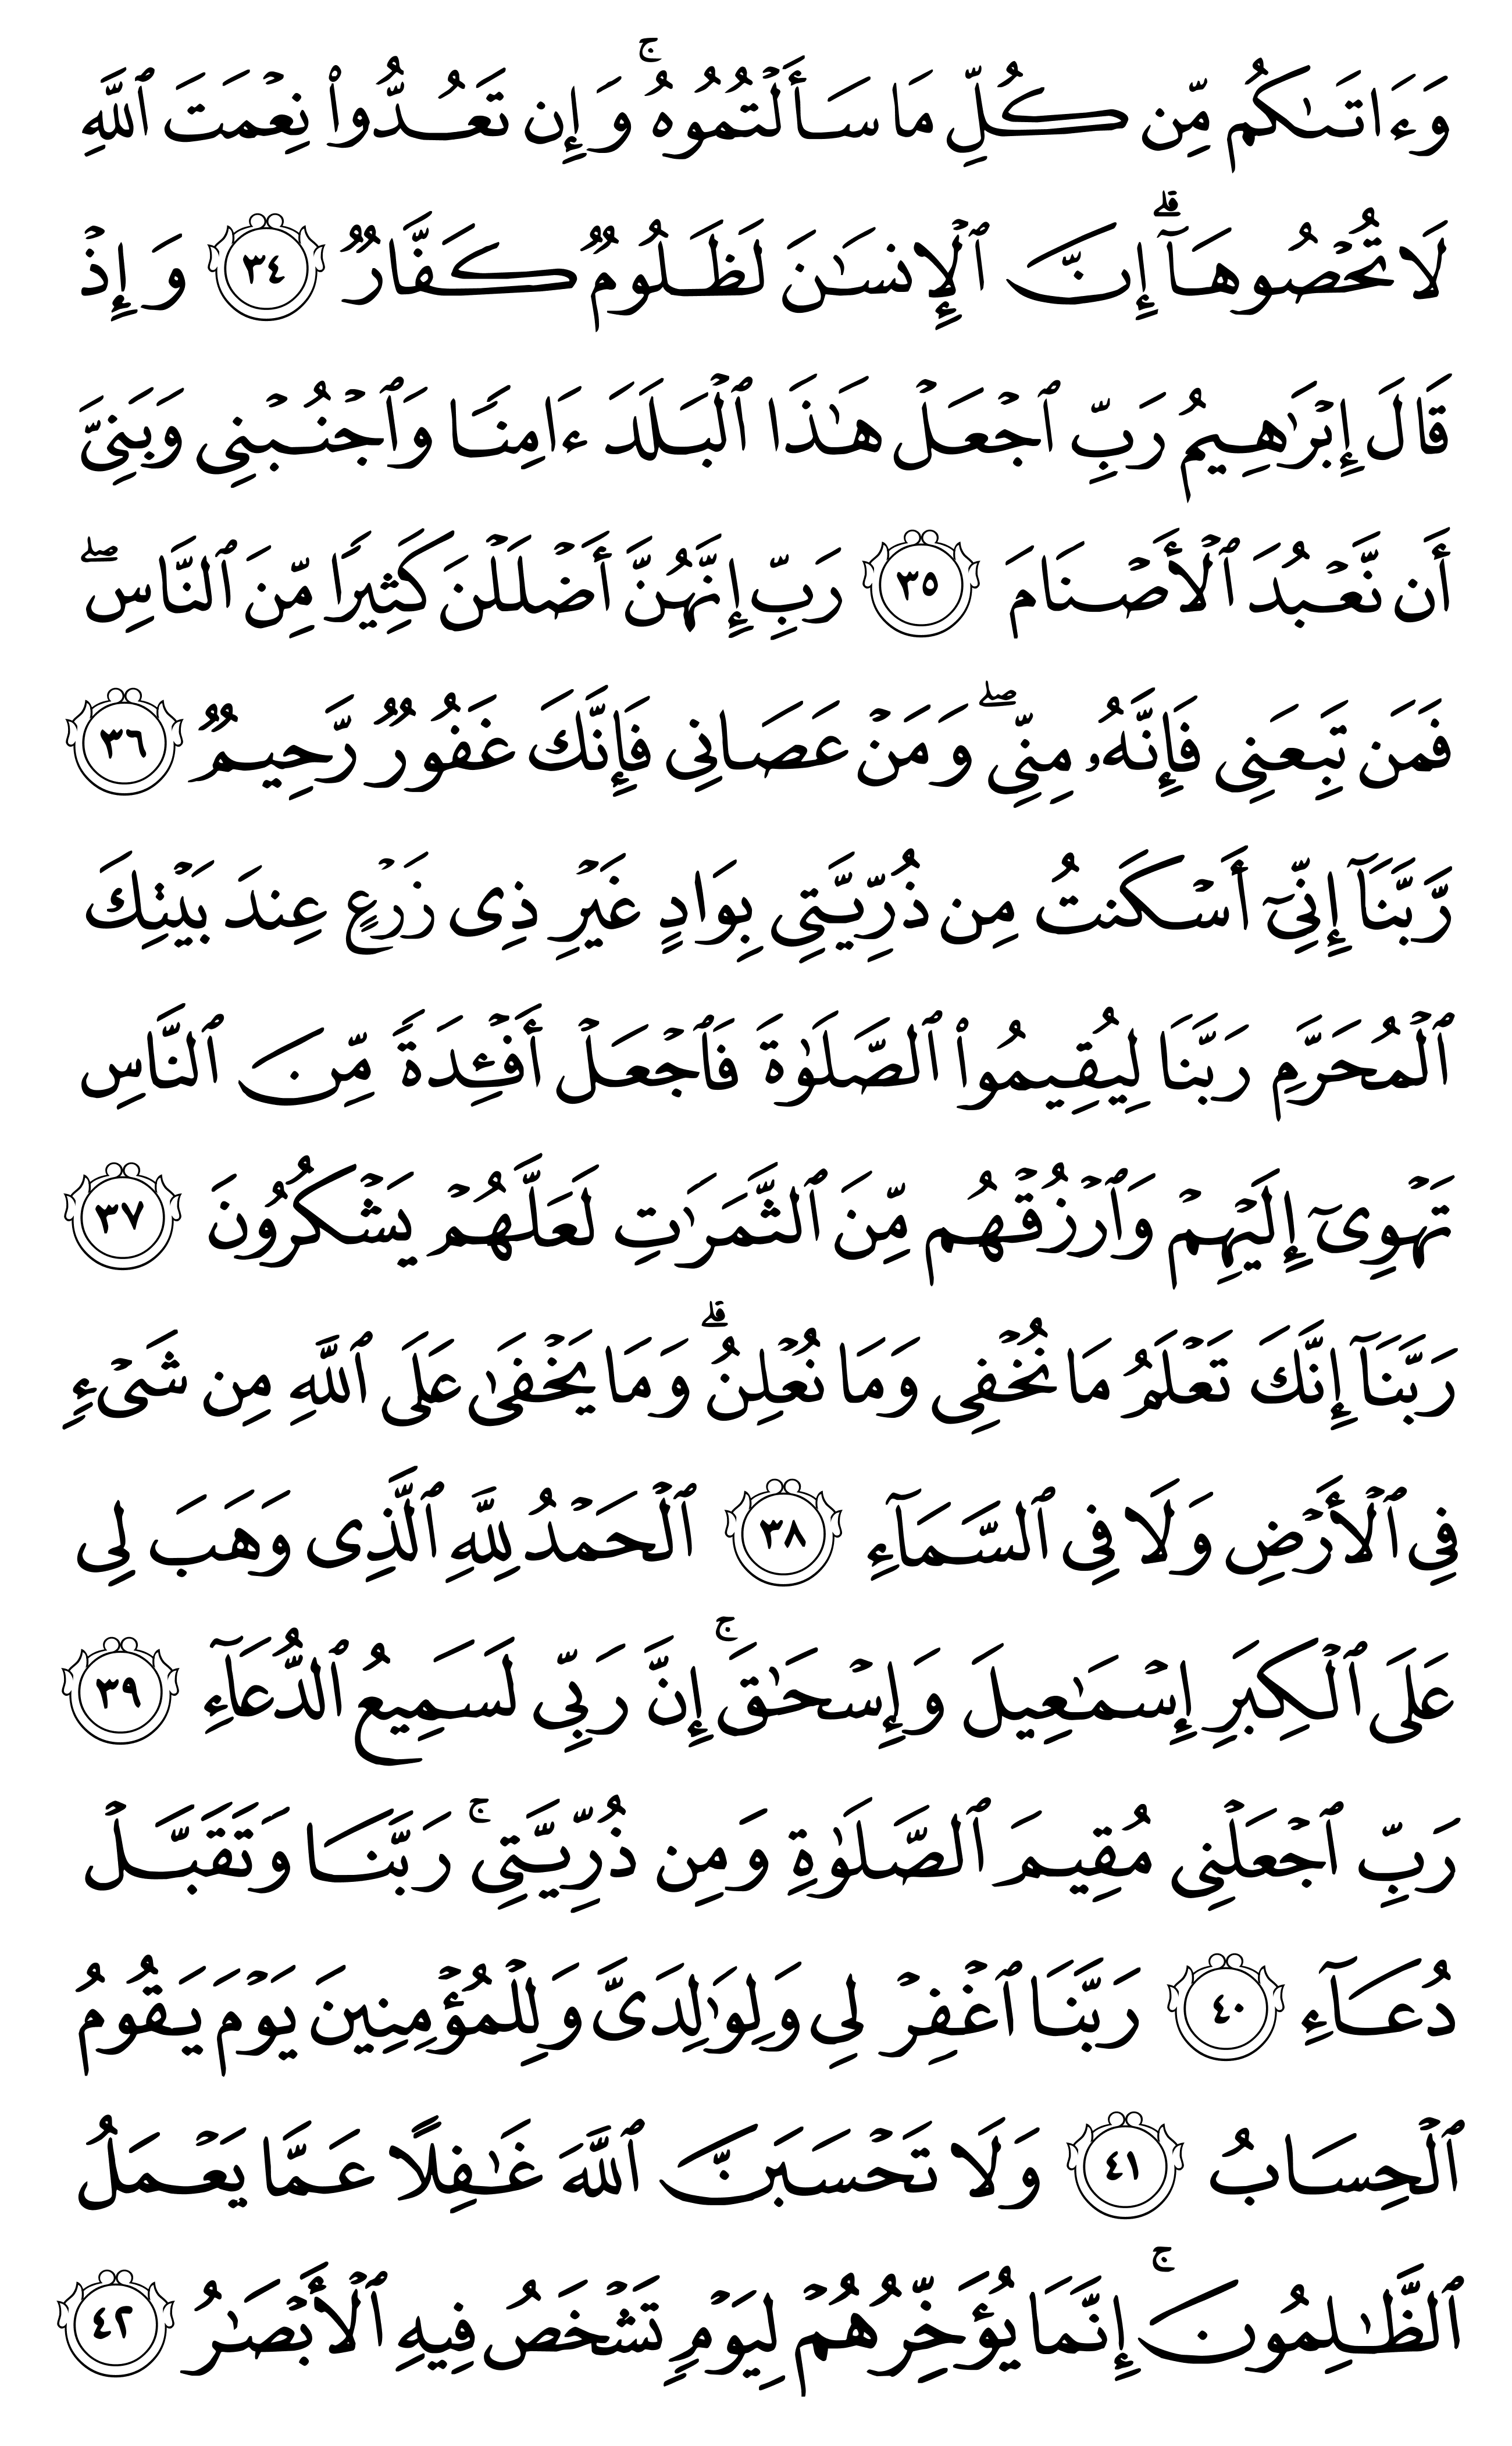 وَءَاتَىٰكُم مِّن كُلِّ مَا سَأَلْتُمُوهُ ۚ وَإِن تَعُدُّوا۟ نِعْمَتَ ٱللَّهِ
لَا تُحْصُوهَآ ۗ إِنَّ ٱلْإِنسَـٰنَ لَظَلُومٌ كَفَّارٌ ٣٤ وَإِذْ
قَالَ إِبْرَٰهِيمُ رَبِّ ٱجْعَلْ هَـٰذَا ٱلْبَلَدَ ءَامِنًا وَٱجْنُبْنِى وَبَنِىَّ
أَن نَّعْبُدَ ٱلْأَصْنَامَ ٣٥ رَبِّ إِنَّهُنَّ أَضْلَلْنَ كَثِيرًا مِّنَ ٱلنَّاسِ ۖ
فَمَن تَبِعَنِى فَإِنَّهُۥ مِنِّى ۖ وَمَنْ عَصَانِى فَإِنَّكَ غَفُورٌ رَّحِيمٌ ٣٦
رَّبَّنَآ إِنِّىٓ أَسْكَنتُ مِن ذُرِّيَّتِى بِوَادٍ غَيْرِ ذِى زَرْعٍ عِندَ بَيْتِكَ
ٱلْمُحَرَّمِ رَبَّنَا لِيُقِيمُوا۟ ٱلصَّلَوٰةَ فَٱجْعَلْ أَفْـِٔدَةً مِّنَ ٱلنَّاسِ
تَهْوِىٓ إِلَيْهِمْ وَٱرْزُقْهُم مِّنَ ٱلثَّمَرَٰتِ لَعَلَّهُمْ يَشْكُرُونَ ٣٧
رَبَّنَآ إِنَّكَ تَعْلَمُ مَا نُخْفِى وَمَا نُعْلِنُ ۗ وَمَا يَخْفَىٰ عَلَى ٱللَّهِ مِن شَىْءٍ
فِى ٱلْأَرْضِ وَلَا فِى ٱلسَّمَآءِ ٣٨ ٱلْحَمْدُ لِلَّهِ ٱلَّذِى وَهَبَ لِى
عَلَى ٱلْكِبَرِ إِسْمَـٰعِيلَ وَإِسْحَـٰقَ ۚ إِنَّ رَبِّى لَسَمِيعُ ٱلدُّعَآءِ ٣٩
رَبِّ ٱجْعَلْنِى مُقِيمَ ٱلصَّلَوٰةِ وَمِن ذُرِّيَّتِى ۚ رَبَّنَا وَتَقَبَّلْ
دُعَآءِ ٤٠ رَبَّنَا ٱغْفِرْ لِى وَلِوَٰلِدَىَّ وَلِلْمُؤْمِنِينَ يَوْمَ يَقُومُ
ٱلْحِسَابُ ٤١ وَلَا تَحْسَبَنَّ ٱللَّهَ غَـٰفِلًا عَمَّا يَعْمَلُ
ٱلظَّـٰلِمُونَ ۚ إِنَّمَا يُؤَخِّرُهُمْ لِيَوْمٍ تَشْخَصُ فِيهِ ٱلْأَبْصَـٰرُ ٤٢